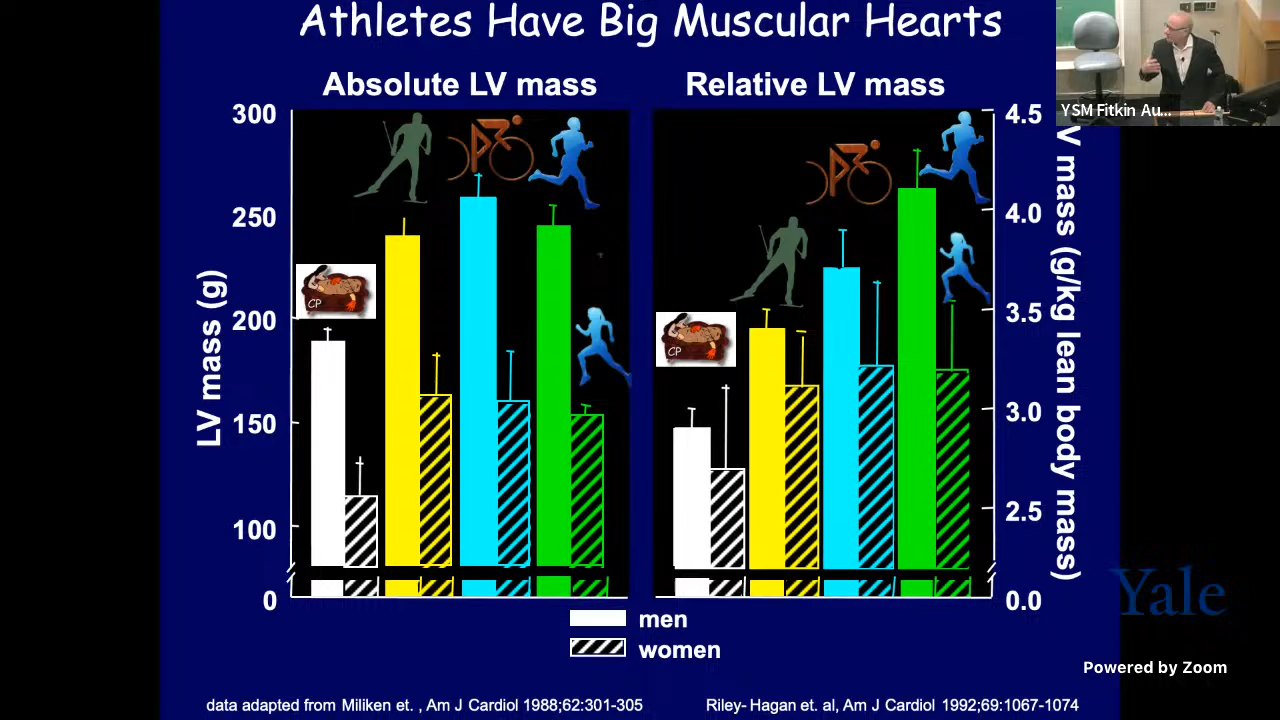 Athletes Have Big Muscular Hearts
Absolute LV mass
Relative LV mass
YSM Fitkin Au...
300
250
200
150
100
0
LV mass (g)
CP
CP
4.5
4.0
3.5
3.0
2.5
0.0
V mass (g/kg lean body mass)
men
women
Yale
Powered by Zoom
data adapted from Miliken et. , Am J Cardiol 1988;62:301-305
Riley- Hagan et. al, Am J Cardiol 1992;69:1067-1074